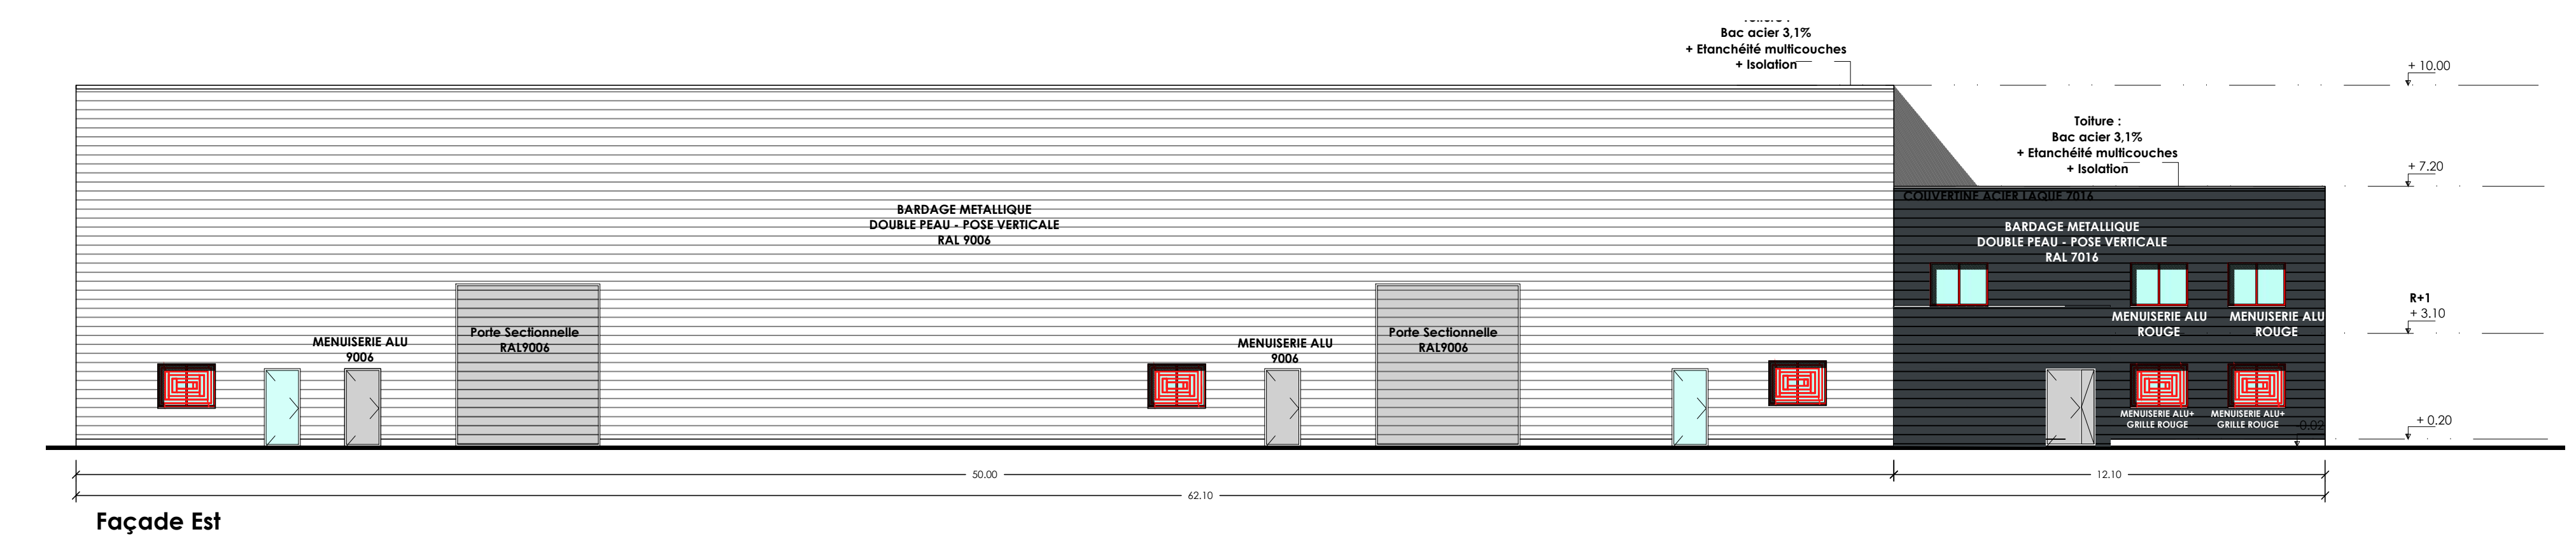 Toiture :
Bac acier 3,1%
+ Etanchéité multicouches
+ Isolation
+ 10.00
Toiture :
Bac acier 3,1%
+ Etanchéité multicouches
+ Isolation
+ 7.20
COUVERTINE ACIER LAQUE 7016
BARDAGE METALLIQUE
DOUBLE PEAU - POSE VERTICALE
RAL 9006
BARDAGE METALLIQUE
DOUBLE PEAU - POSE VERTICALE
RAL 7016
R+1
+ 3.10
MENUISERIE ALU
ROUGE
MENUISERIE ALU
ROUGE
MENUISERIE ALU
9006
Porte Sectionnelle
RAL9006
MENUISERIE ALU
9006
Porte Sectionnelle
RAL9006
MENUISERIE ALU+
GRILLE ROUGE
MENUISERIE ALU+
GRILLE ROUGE
-0.02
+ 0.20
50.00
12.10
62.10
Façade Est